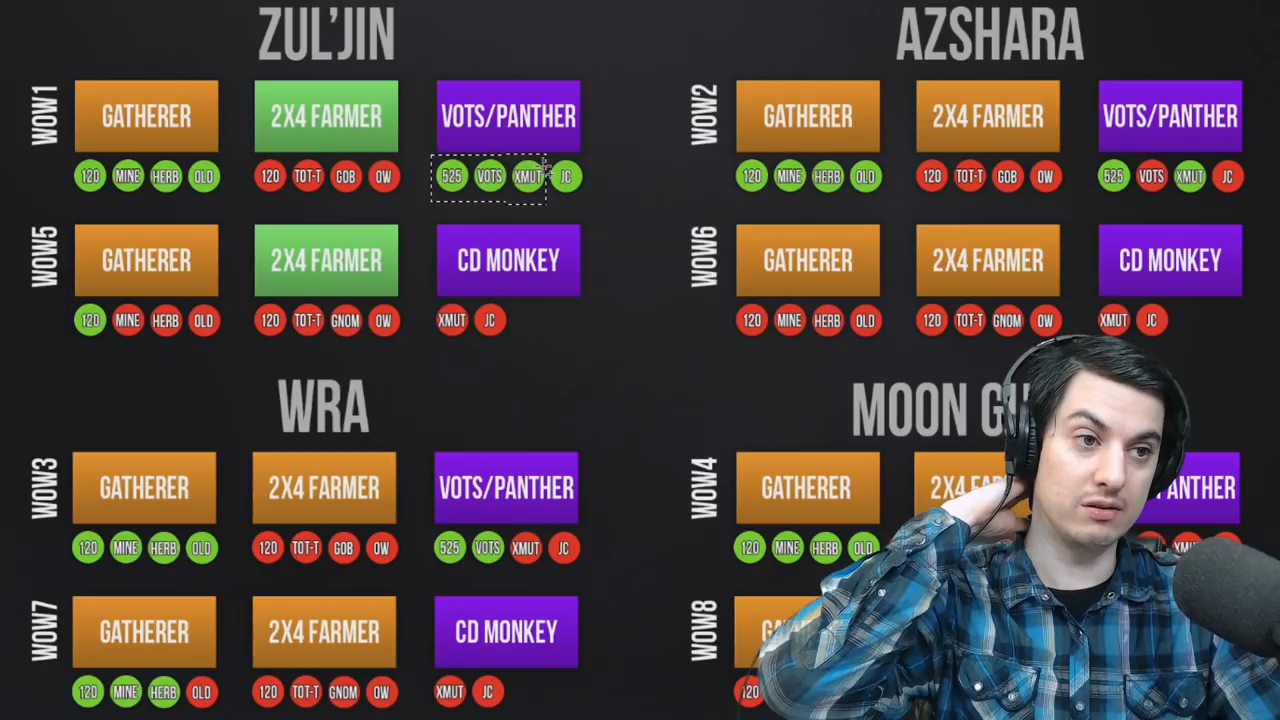 ZUL'JIN
WOW1
GATHERER
2X4 FARMER
VOTS/PANTHER
120 MINE HERB OLD
120 TOT-T GOB OW
525 VOTS XMUT JC
WOW5
GATHERER
2X4 FARMER
CD MONKEY
120 MINE HERB OLD
120 TOT-T GNOM OW
XMUT JC
AZSHARA
WOW2
GATHERER
2X4 FARMER
VOTS/PANTHER
120 MINE HERB OLD
120 TOT-T GOB OW
525 VOTS XMUT JC
WOW6
GATHERER
2X4 FARMER
CD MONKEY
120 MINE HERB OLD
120 TOT-T GNOM OW
XMUT JC
WRA
WOW3
GATHERER
2X4 FARMER
VOTS/PANTHER
120 MINE HERB OLD
120 TOT-T GOB OW
525 VOTS XMUT JC
WOW7
GATHERER
2X4 FARMER
CD MONKEY
120 MINE HERB OLD
120 TOT-T GNOM OW
XMUT JC
MOON
WOW4
GATHERER
2X4
PANTHER
120 MINE HERB OLD
WOW8